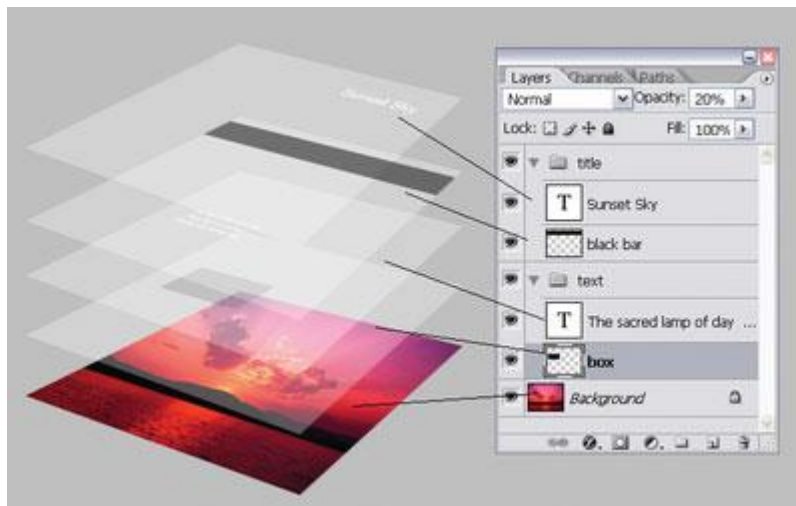 Sunset Sky
Layers Channels Paths
Normal Opacity: 20%
Lock: Fill: 100%
title
T Sunset Sky
black bar
text
T The sacred lamp of day ...
box
Background